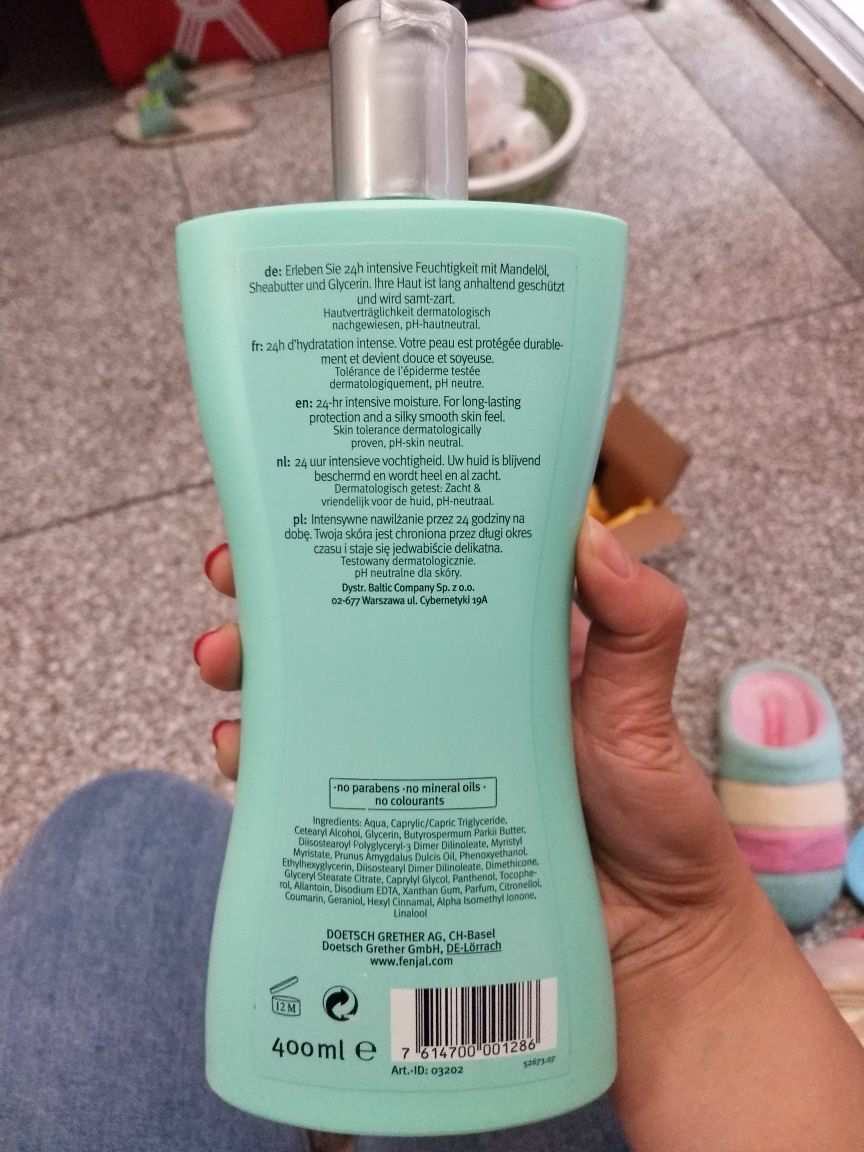 de: Erleben Sie 24h intensive Feuchtigkeit mit Mandelöl,
Sheabutter und Glycerin. Ihre Haut ist lang anhaltend geschützt
und wird samt-zart.
Hautverträglichkeit dermatologisch
nachgewiesen, pH-hautneutral.
fr: 24h d'hydratation intense. Votre peau est protégée durable-
ment et devient douce et soyeuse.
Tolérance de l'épiderme testée
dermatologiquement, pH neutre.
en: 24-hr intensive moisture. For long-lasting
protection and a silky smooth skin feel.
Skin tolerance dermatologically
proven, pH-skin neutral.
nl: 24 uur intensieve vochtigheid. Uw huid is blijvend
beschermd en wordt heel en al zacht.
Dermatologisch getest: Zacht &
vriendelijk voor de huid, pH-neutraal.
pl: Intensywne nawilżanie przez 24 godziny na
dobę. Twoja skóra jest chroniona przez długi okres
czasu i staje się jedwabiście delikatna.
Testowany dermatologicznie.
pH neutralne dla skóry.
Dystr. Baltic Company Sp. z o.o.
02-677 Warszawa ul. Cybernetyki 19A
·no parabens ·no mineral oils ·
no colourants
Ingredients: Aqua, Caprylic/Capric Triglyceride,
Cetearyl Alcohol, Glycerin, Butyrospermum Parkii Butter,
Diisostearoyl Polyglyceryl-3 Dimer Dilinoleate, Myristyl
Myristate, Prunus Amygdalus Dulcis Oil, Phenoxyethanol,
Ethylhexylglycerin, Diisostearyl Dimer Dilinoleate, Dimethicone,
Glyceryl Stearate Citrate, Caprylyl Glycol, Panthenol, Tocophe-
rol, Allantoin, Disodium EDTA, Xanthan Gum, Parfum, Citronellol,
Coumarin, Geraniol, Hexyl Cinnamal, Alpha Isomethyl Ionone,
Linalool
DOETSCH GRETHER AG, CH-Basel
Doetsch Grether GmbH, DE-Lörrach
www.fenjal.com
12M
400ml e
7 614700 001286
Art.-ID: 03202
52673.07